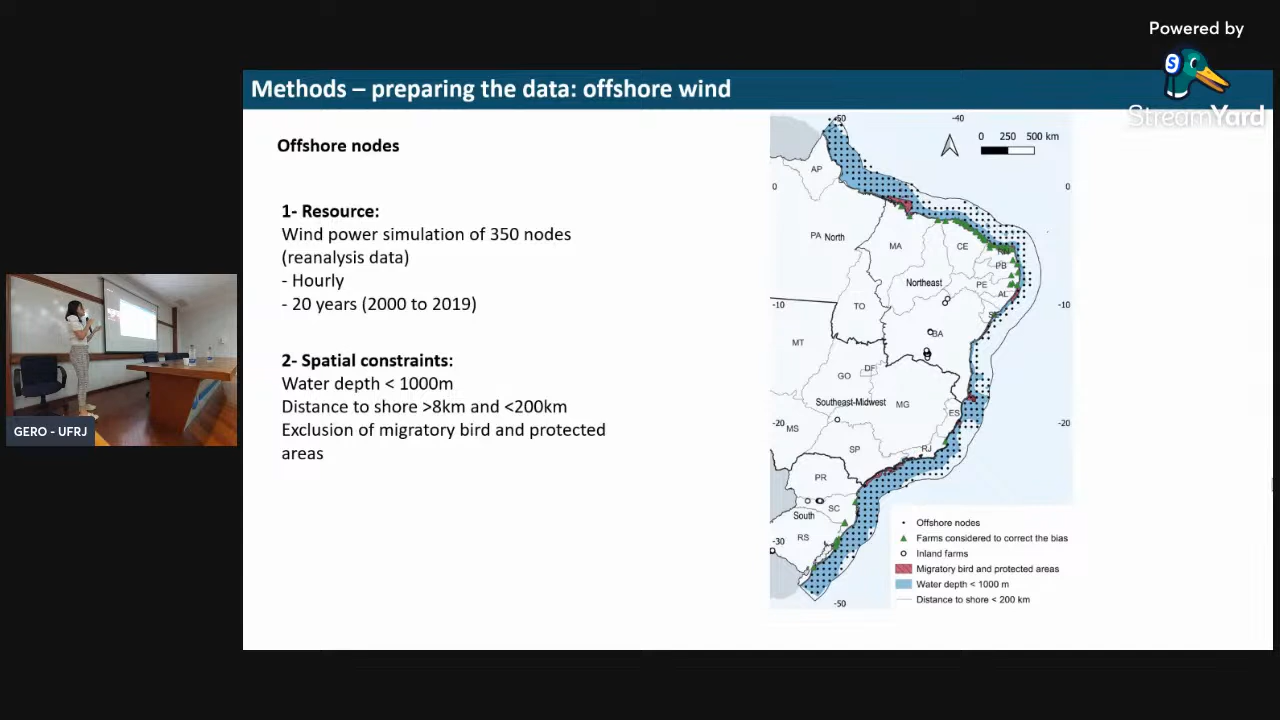 Powered by
StreamYard
Methods – preparing the data: offshore wind
Offshore nodes
1- Resource:
Wind power simulation of 350 nodes
(reanalysis data)
- Hourly
- 20 years (2000 to 2019)
2- Spatial constraints:
Water depth < 1000m
Distance to shore >8km and <200km
Exclusion of migratory bird and protected
areas
GERO - UFRJ
-50
-40
0 250 500 km
AP
0
0
PA North
MA
CE
PB
Northeast
PE
AL
-10
-10
TO
BA
MT
GO
DF
Southeast-Midwest
MG
ES
-20
-20
MS
SP
RJ
PR
SC
South
RS
-30
-50
Offshore nodes
Farms considered to correct the bias
Inland farms
Migratory bird and protected areas
Water depth < 1000 m
Distance to shore < 200 km